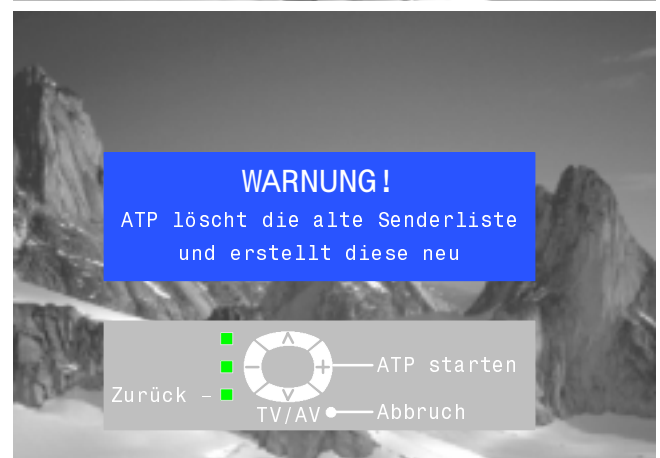 WARNUNG!
ATP löscht die alte Senderliste
und erstellt diese neu
ATP starten
Zurück
TV/AV
Abbruch